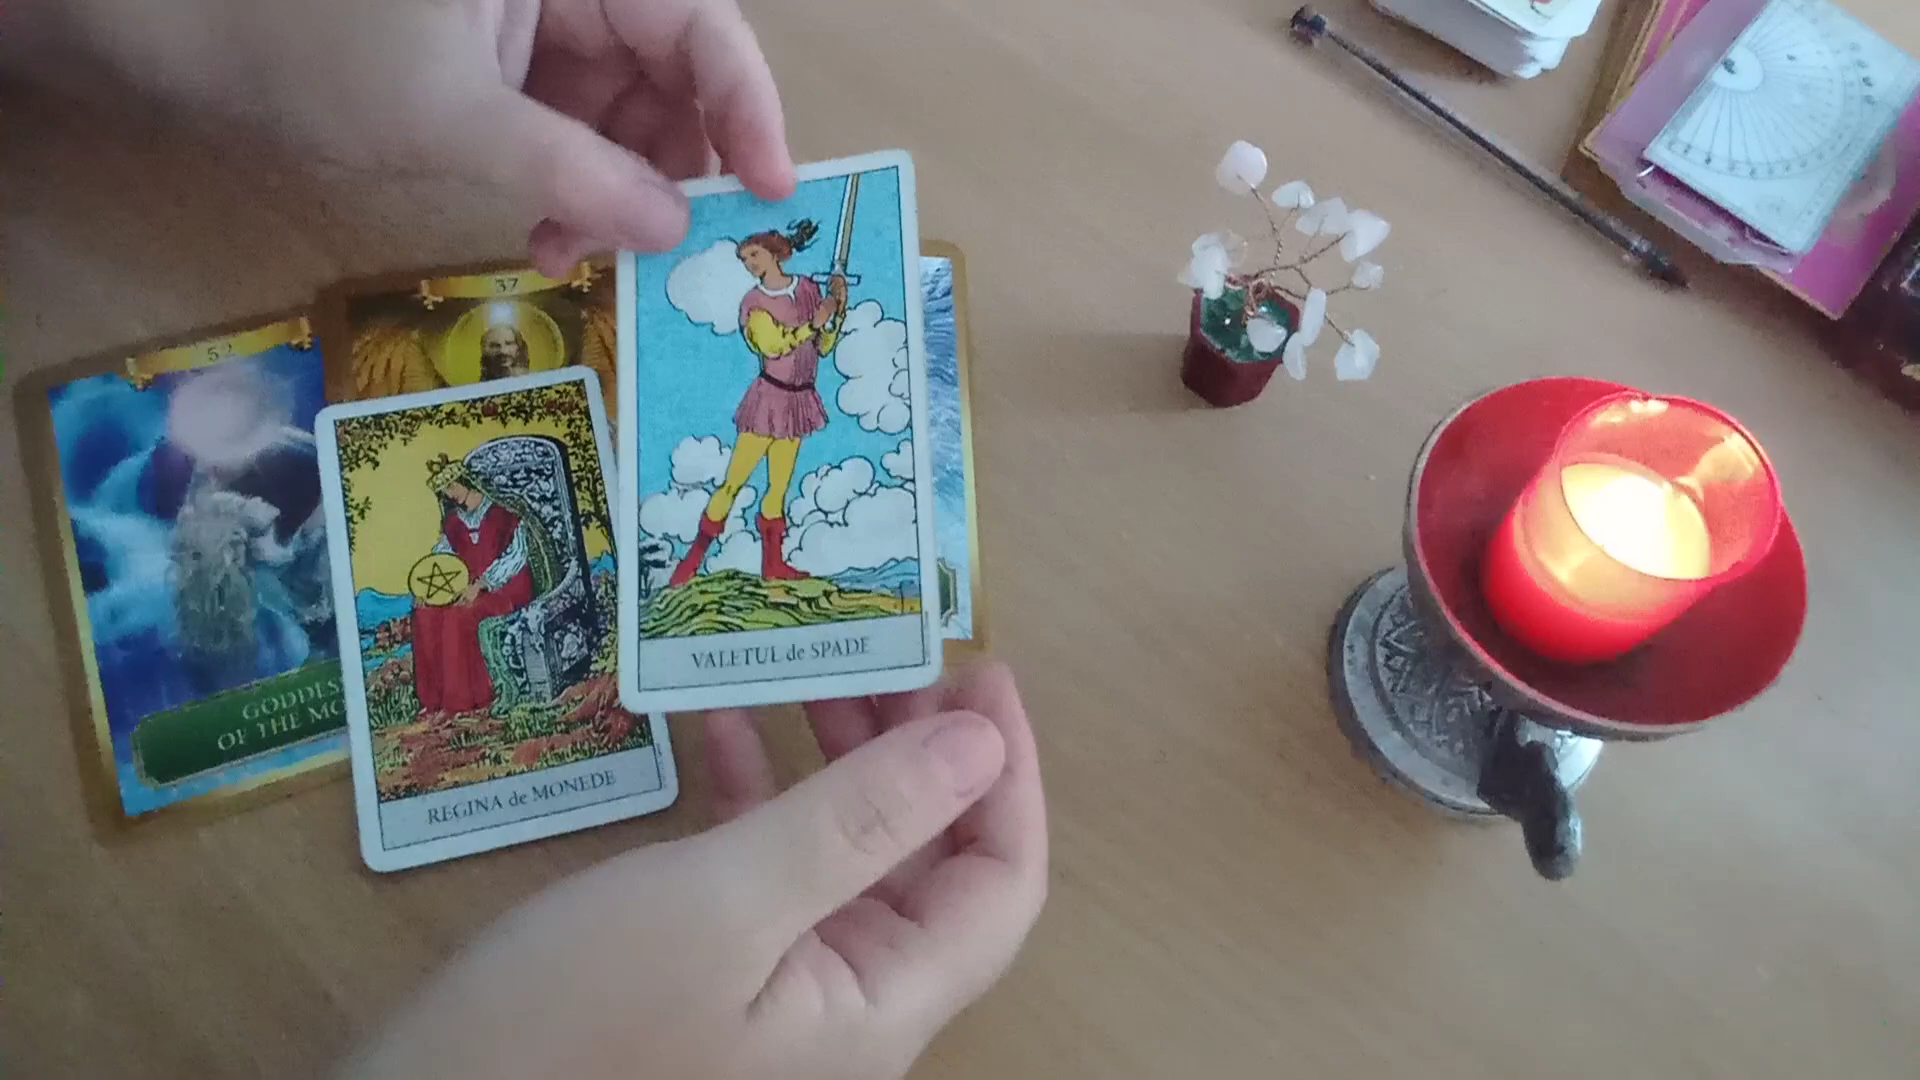 52
37
GODDES
OF THE MO
REGINA de MONEDE
VALETUL de SPADE